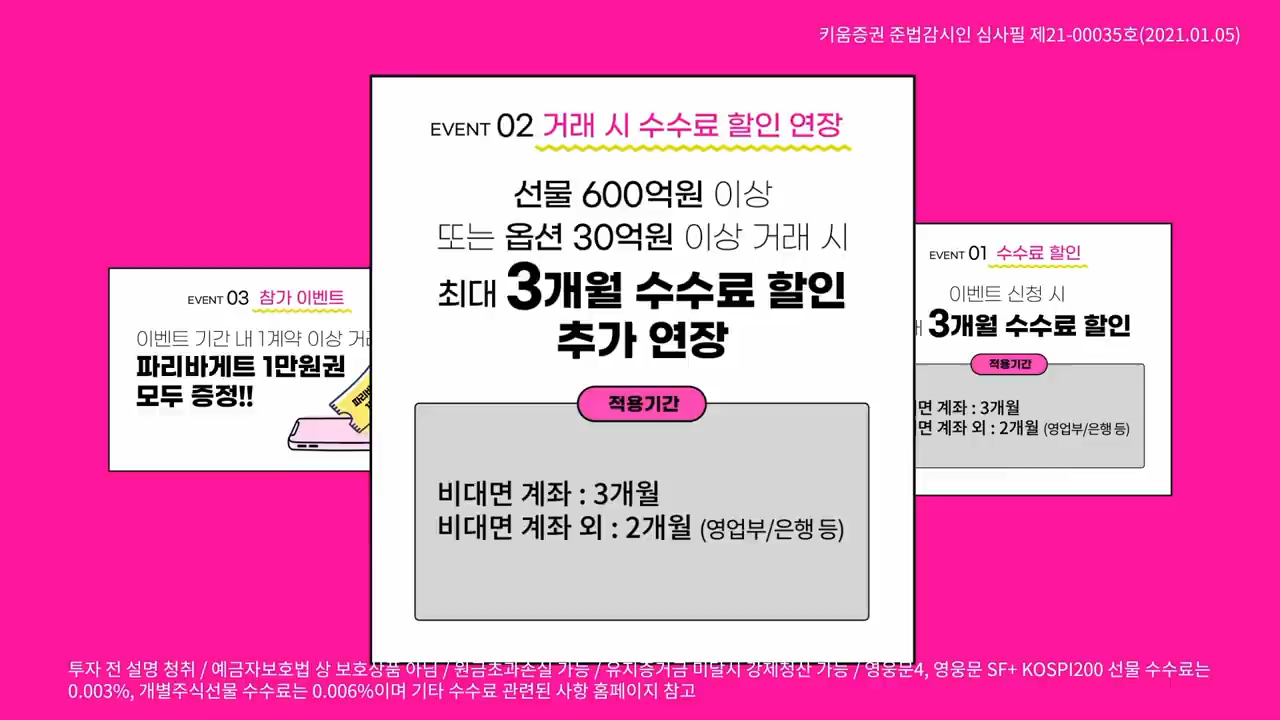 키움증권 준법감시인 심사필 제21-00035호(2021.01.05)
EVENT 02 거래 시 수수료 할인 연장
선물 600억원 이상
또는 옵션 30억원 이상 거래 시
최대 3개월 수수료 할인
추가 연장
적용기간
비대면 계좌 : 3개월
비대면 계좌 외 : 2개월 (영업부/은행 등)
EVENT 03 참가 이벤트
이벤트 기간 내 1계약 이상
파리바게트 1만원권
모두 증정!!
EVENT 01 수수료 할인
이벤트 신청 시
3개월 수수료 할인
적용기간
면 계좌 : 3개월
면 계좌 외 : 2개월 (영업부/은행 등)
투자 전 설명 청취 / 예금자보호법 상 보호상품 아님 / 원금초과손실 가능 / 유지증거금 미달시 강제청산 가능 / 영웅문4, 영웅문 SF+ KOSPI200 선물 수수료는
0.003%, 개별주식선물 수수료는 0.006%이며 기타 수수료 관련된 사항 홈페이지 참고